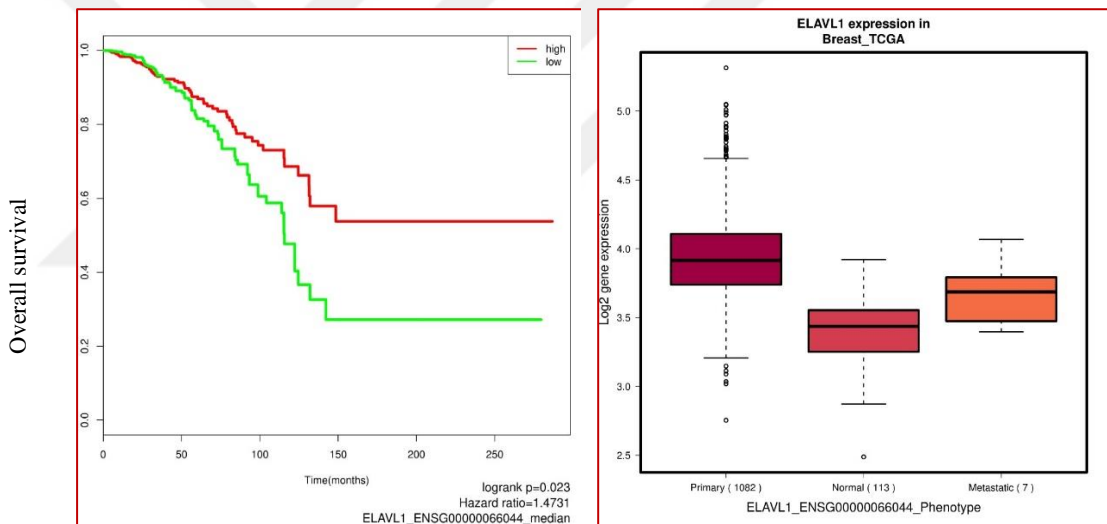 Overall survival
high
low
1.0
0.8
0.6
0.4
0.2
0.0
0
50
100
150
200
250
Time(months)
logrank p=0.023
Hazard ratio=1.4731
ELAVL1_ENSG00000066044_median
ELAVL1 expression in
Breast_TCGA
Log2 gene expression
5.0
4.5
4.0
3.5
3.0
2.5
Primary ( 1082)
Normal ( 113)
Metastatic ( 7 )
ELAVL1_ENSG00000066044_Phenotype